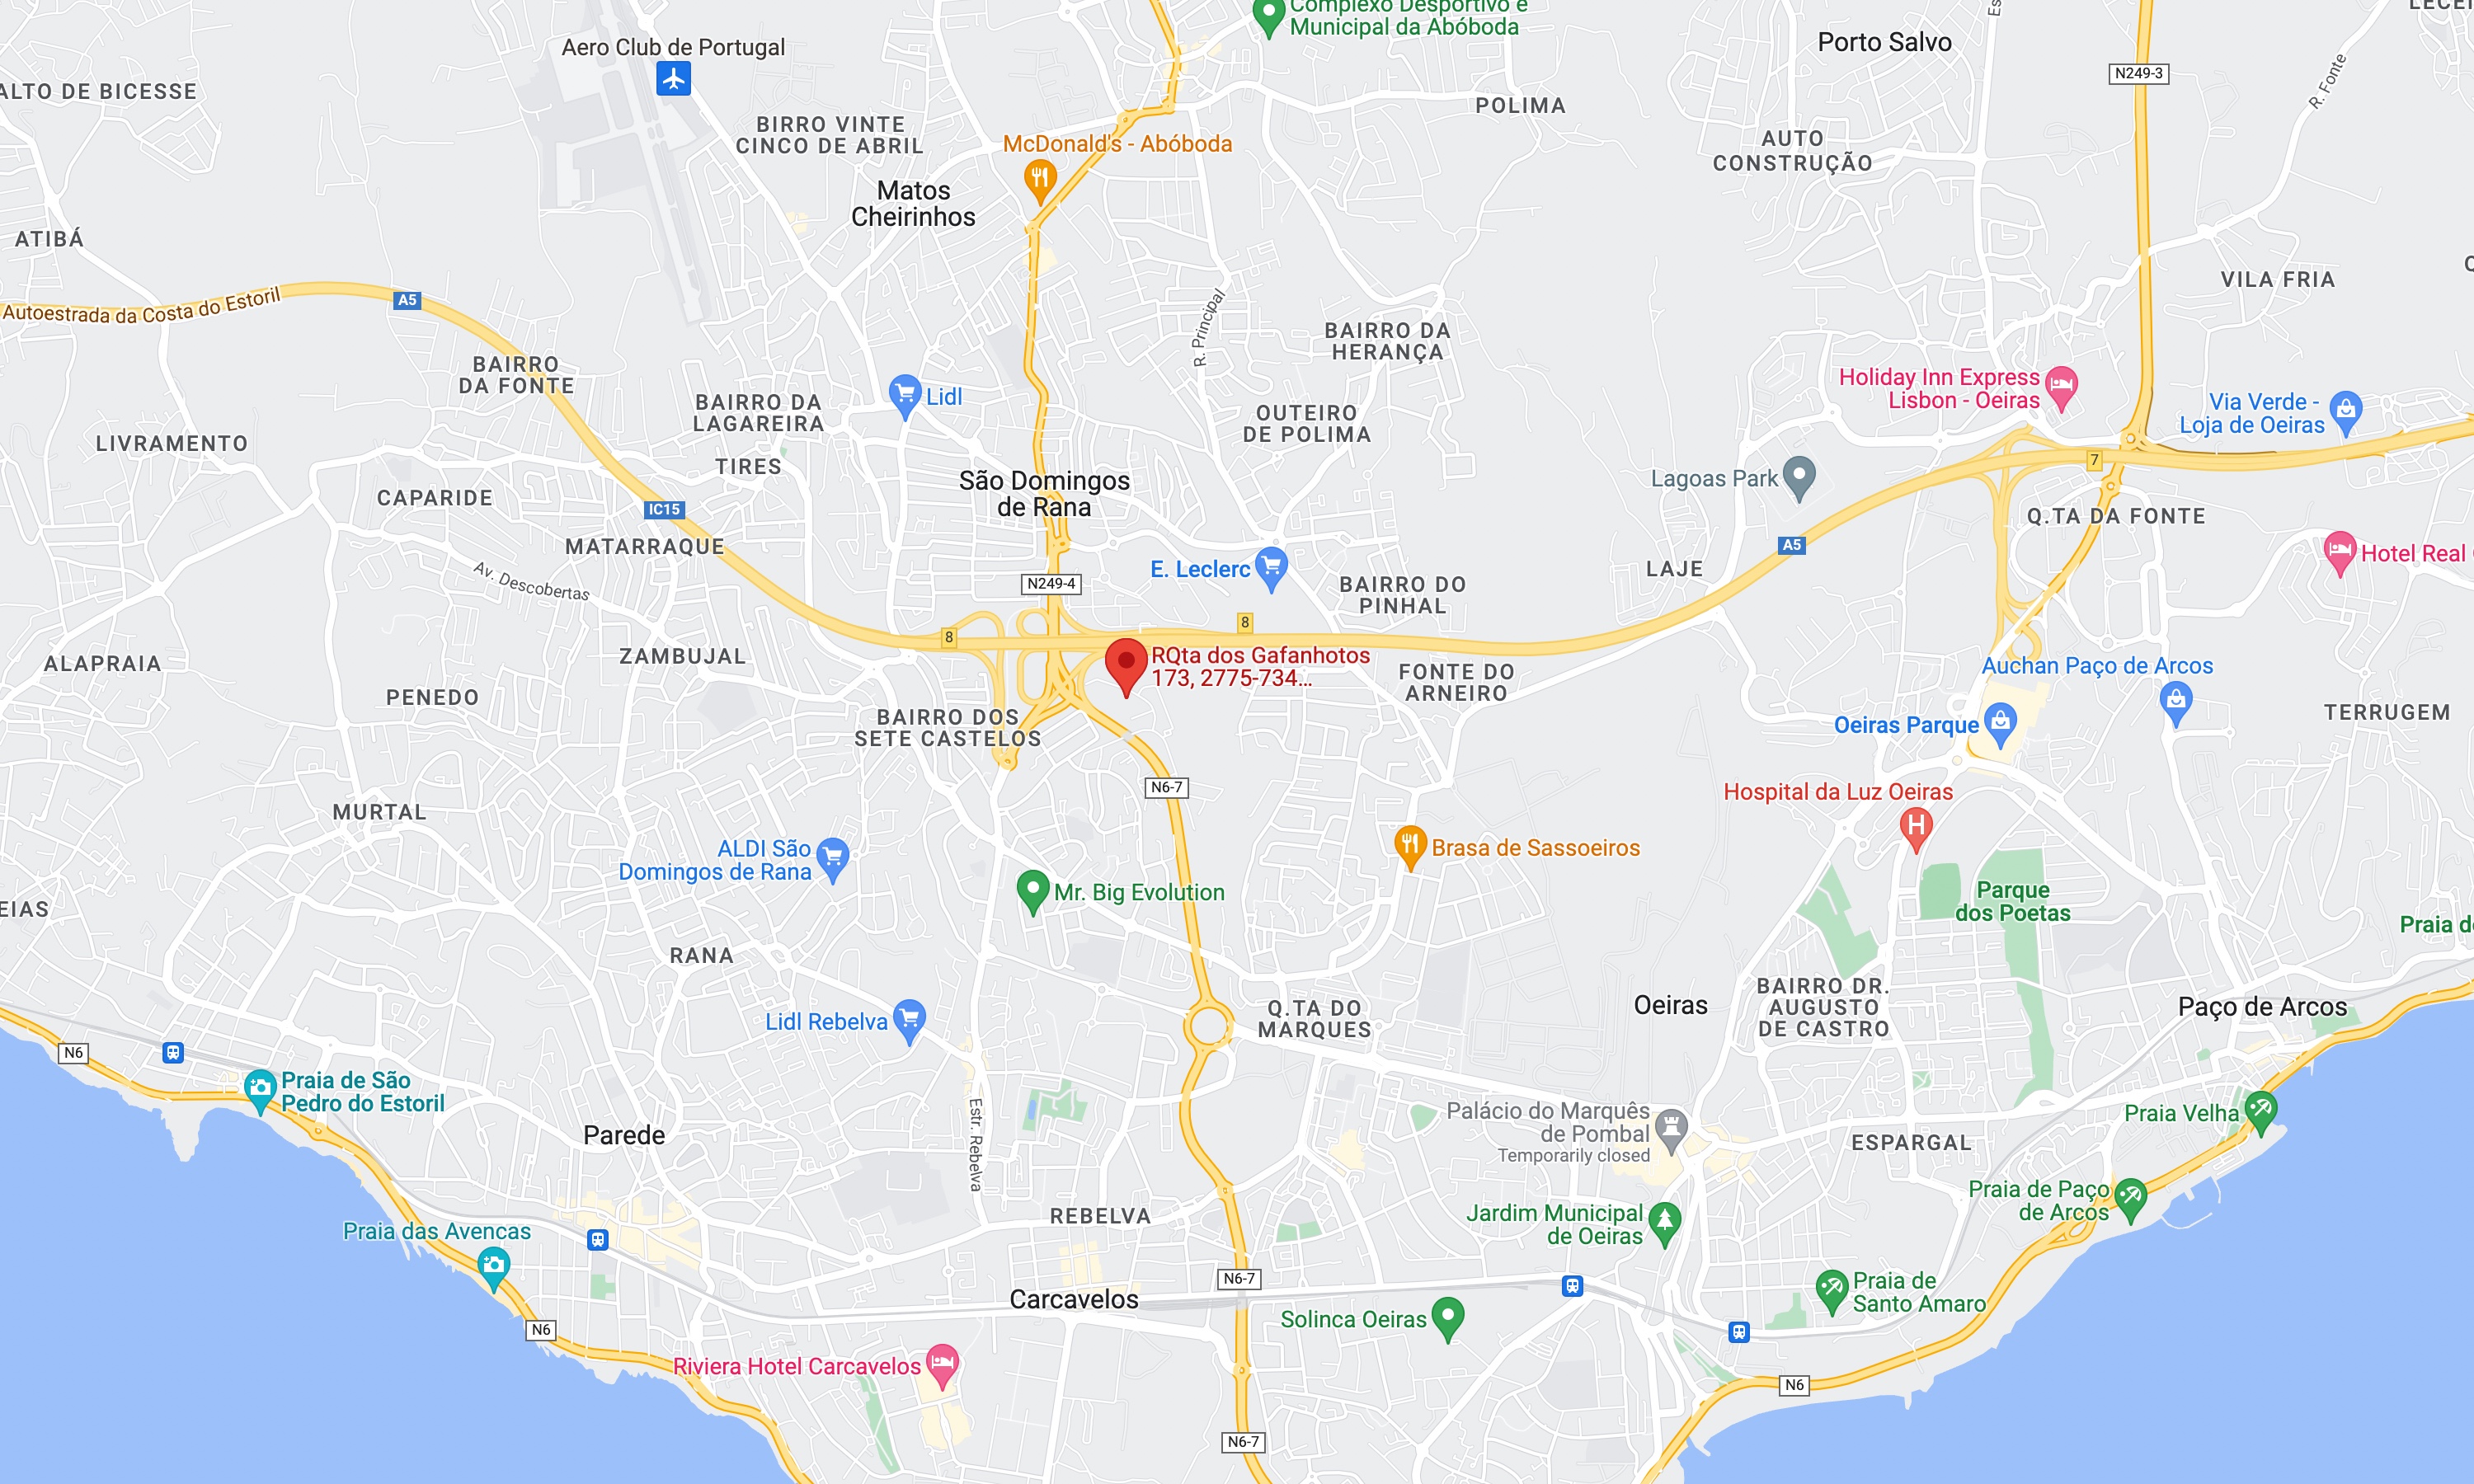 Complexo Desportivo e
Municipal da Abóboda
Aero Club de Portugal
Porto Salvo
N249-3
R. Fonte
ALTO DE BICESSE
POLIMA
BIRRO VINTE
CINCO DE ABRIL
McDonald's - Abóboda
AUTO
CONSTRUÇÃO
Matos
Cheirinhos
ATIBÁ
VILA FRIA
Autoestrada da Costa do Estoril
A5
R. Principal
BAIRRO DA
HERANÇA
BAIRRO
DA FONTE
Lidl
BAIRRO DA
LAGAREIRA
Holiday Inn Express
Lisbon - Oeiras
Via Verde -
Loja de Oeiras
OUTEIRO
DE POLIMA
LIVRAMENTO
TIRES
7
Lagoas Park
São Domingos
de Rana
CAPARIDE
IC15
Q.TA DA FONTE
MATARRAQUE
A5
Hotel Real
Av. Descobertas
E. Leclerc
LAJE
N249-4
BAIRRO DO
PINHAL
8
8
ALAPRAIA
ZAMBUJAL
RQta dos Gafanhotos
173, 2775-734...
FONTE DO
ARNEIRO
Auchan Paço de Arcos
PENEDO
BAIRRO DOS
SETE CASTELOS
Oeiras Parque
TERRUGEM
N6-7
Hospital da Luz Oeiras
MURTAL
ALDI São
Domingos de Rana
Brasa de Sassoeiros
Mr. Big Evolution
Parque
dos Poetas
EIAS
Praia d
RANA
BAIRRO DR.
AUGUSTO
DE CASTRO
Oeiras
Paço de Arcos
Q.TA DO
MARQUES
Lidl Rebelva
N6
Praia de São
Pedro do Estoril
Estr. Rebelva
Palácio do Marquês
de Pombal
Temporarily closed
Praia Velha
Parede
ESPARGAL
Praia de Paço
de Arcos
REBELVA
Jardim Municipal
de Oeiras
Praia das Avencas
N6-7
Carcavelos
Praia de
Santo Amaro
Solinca Oeiras
N6
Riviera Hotel Carcavelos
N6
N6-7